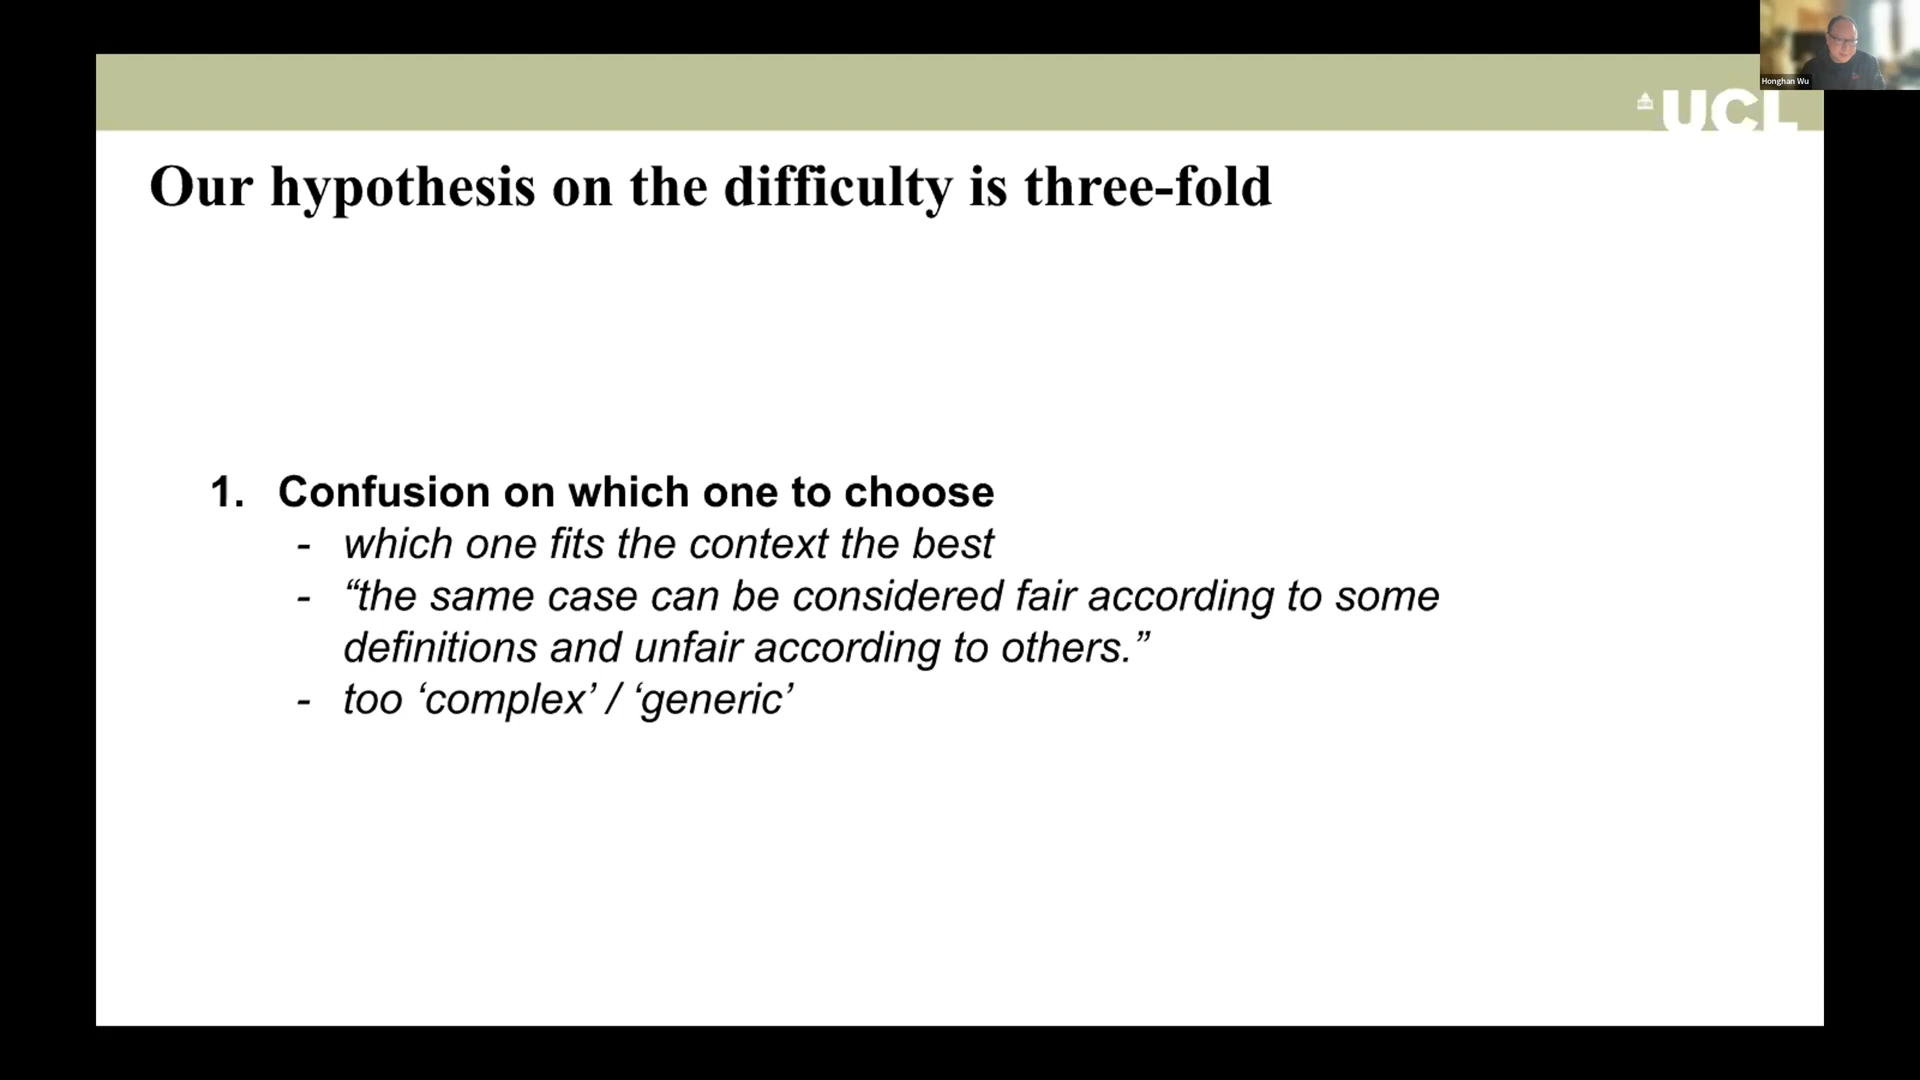 Honghan Wu
UCL
Our hypothesis on the difficulty is three-fold
1. Confusion on which one to choose
- which one fits the context the best
- “the same case can be considered fair according to some
definitions and unfair according to others.”
- too ‘complex’ / ‘generic’